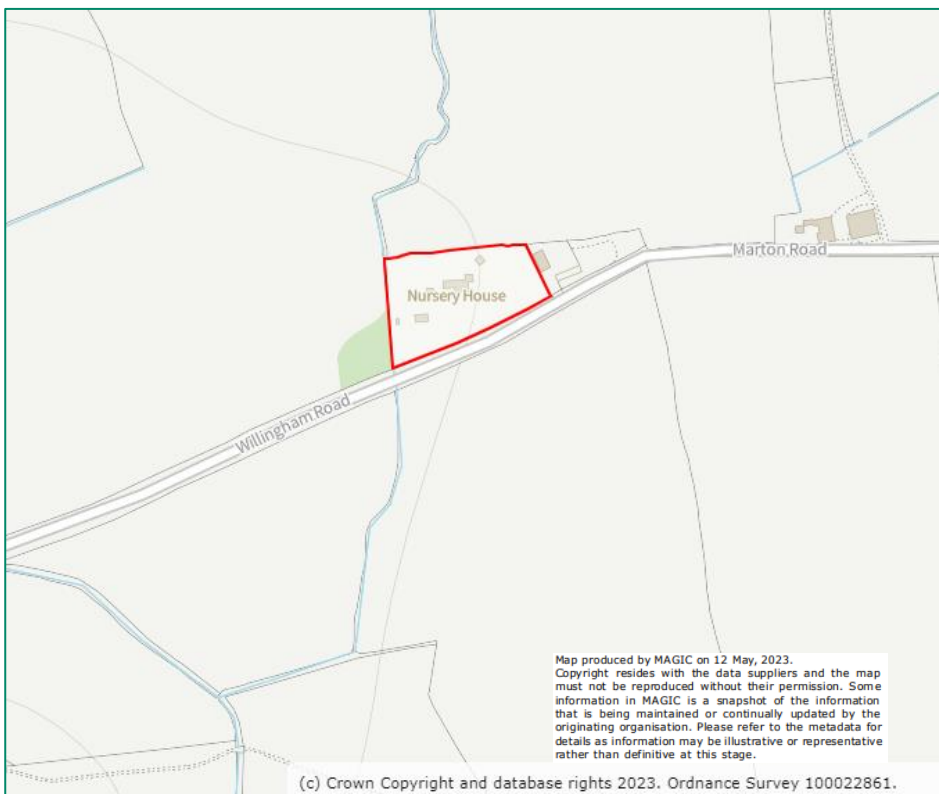 Marton Road
Nursery House
Willingham Road
Map produced by MAGIC on 12 May, 2023.
Copyright resides with the data suppliers and the map
must not be reproduced without their permission. Some
information in MAGIC is a snapshot of the information
that is being maintained or continually updated by the
originating organisation. Please refer to the metadata for
details as information may be illustrative or representative
rather than definitive at this stage.
(c) Crown Copyright and database rights 2023. Ordnance Survey 100022861.